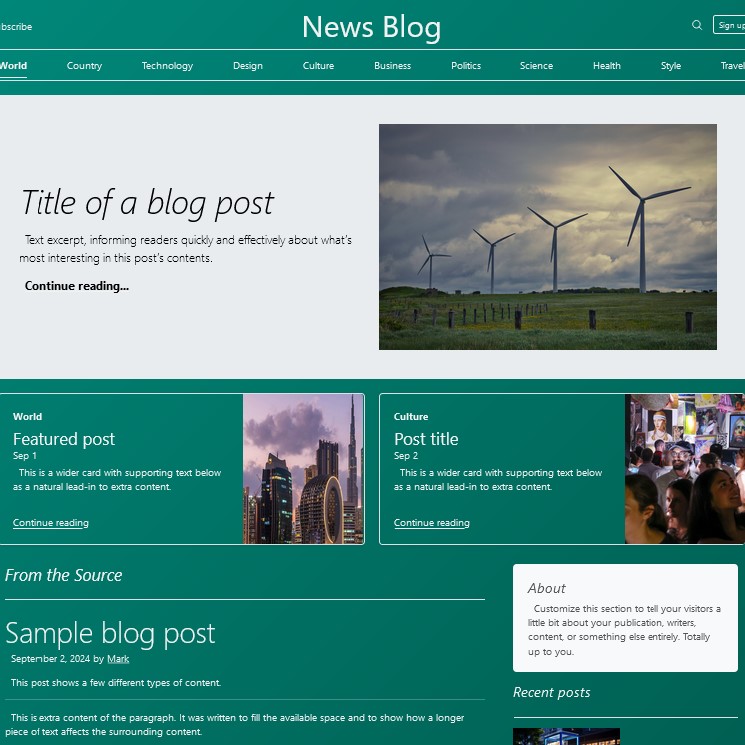 bscribe
News Blog
Sign up
World Country Technology Design Culture Business Politics Science Health Style Travel
Title of a blog post
Text excerpt, informing readers quickly and effectively about what's
most interesting in this post's contents.
Continue reading...
World
Featured post
Sep 1
This is a wider card with supporting text below
as a natural lead-in to extra content.
Continue reading
Culture
Post title
Sep 2
This is a wider card with supporting text below
as a natural lead-in to extra content.
Continue reading
From the Source
Sample blog post
September 2, 2024 by Mark
This post shows a few different types of content.
This is extra content of the paragraph. It was written to fill the available space and to show how a longer
piece of text affects the surrounding content.
About
Customize this section to tell your visitors a
little bit about your publication, writers,
content, or something else entirely. Totally
up to you.
Recent posts